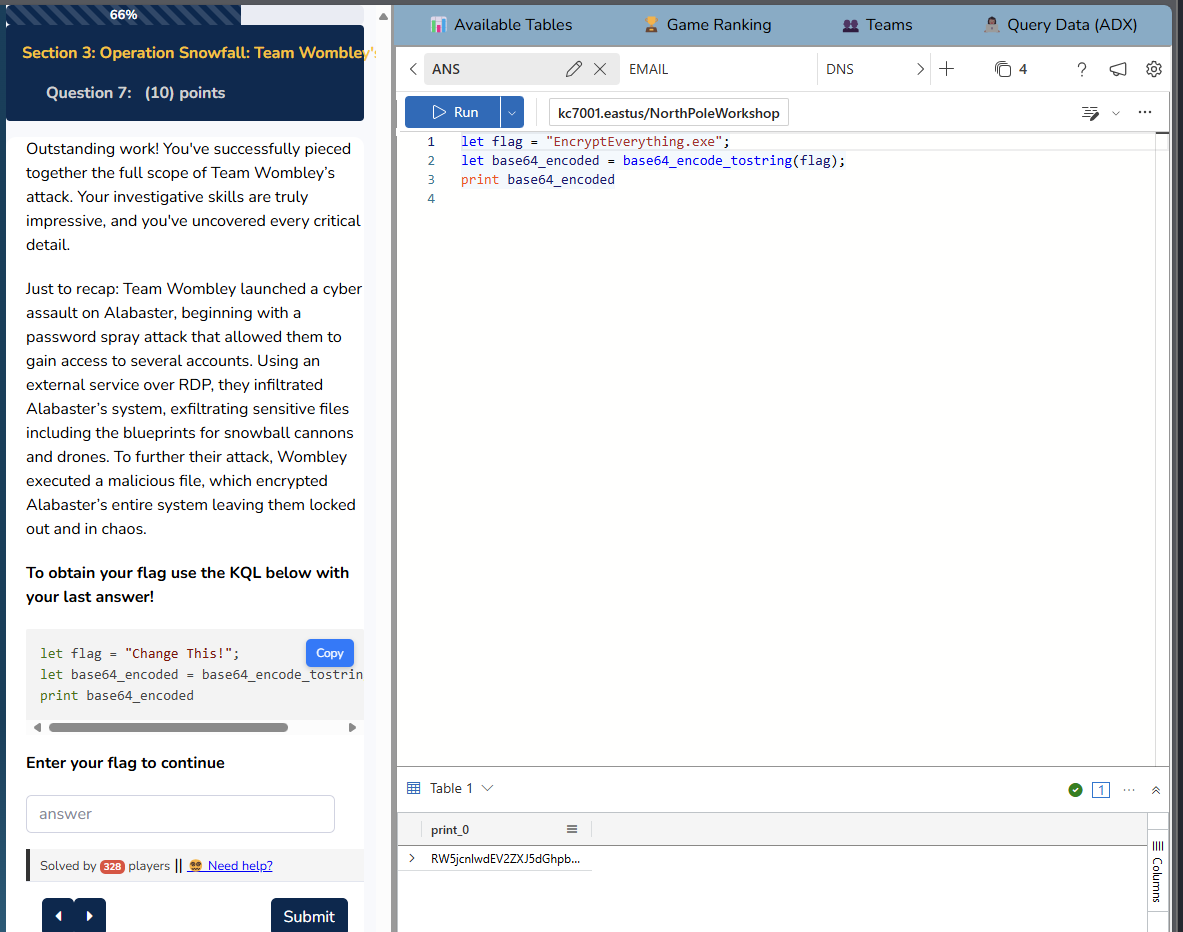 66%
Section 3: Operation Snowfall: Team Wombley's
Question 7: (10) points
Outstanding work! You've successfully pieced
together the full scope of Team Wombley's
attack. Your investigative skills are truly
impressive, and you've uncovered every critical
detail.
Just to recap: Team Wombley launched a cyber
assault on Alabaster, beginning with a
password spray attack that allowed them to
gain access to several accounts. Using an
external service over RDP, they infiltrated
Alabaster's system, exfiltrating sensitive files
including the blueprints for snowball cannons
and drones. To further their attack, Wombley
executed a malicious file, which encrypted
Alabaster's entire system leaving them locked
out and in chaos.
To obtain your flag use the KQL below with
your last answer!
let flag = "Change This!";
Copy
let base64_encoded = base64_encode_tostrin
print base64_encoded
Enter your flag to continue
answer
Solved by 328 players || Need help?
Submit
Available Tables
Game Ranking
Teams
Query Data (ADX)
ANS
EMAIL
DNS
4
?
Run
kc7001.eastus/NorthPoleWorkshop
1 let flag = "EncryptEverything.exe";
2 let base64_encoded = base64_encode_tostring(flag);
3 print base64_encoded
4
Table 1
1
print_0
RW5jcnlwdEV2ZXJ5dGhpb...
Columns